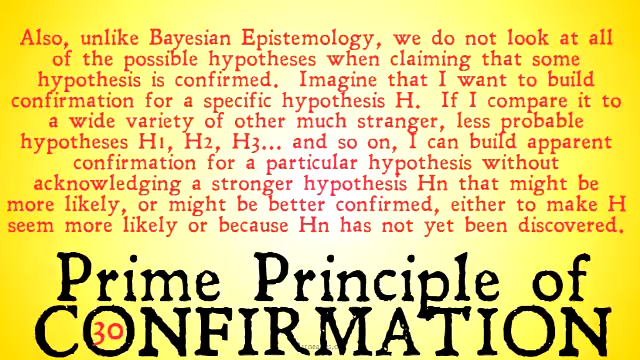 Also, unlike Bayesian Epistemology, we do not look at all
of the possible hypotheses when claiming that some
hypothesis is confirmed. Imagine that I want to build
confirmation for a specific hypothesis H. If I compare it to
a wide variety of other much stranger, less probable
hypotheses H1, H2, H3... and so on, I can build apparent
confirmation for a particular hypothesis without
acknowledging a stronger hypothesis Hn that might be
more likely, or might be better confirmed, either to make H
seem more likely or because Hn has not yet been discovered.
Prime Principle of
CONFIRMATION
30